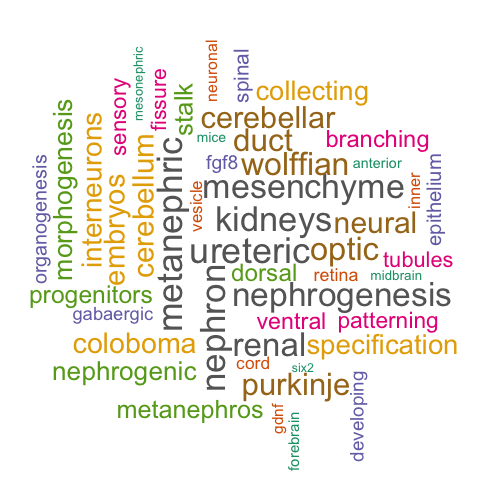 neuronal
mesonephric
spinal
collecting
sensory
fissure
stalk
cerebellar
morphogenesis
interneurons
mice
duct
branching
organogenesis
embryos
cerebellum
metanephric
fgf8
wolffian
anterior
epithelium
vesicle
mesenchyme
inner
kidneys
neural
ureteric
optic
tubules
dorsal
retina
midbrain
progenitors
nephron
nephrogenesis
gabaergic
ventral
patterning
coloboma
renal
specification
nephrogenic
cord
six2
purkinje
developing
metanephros
gdnf
forebrain